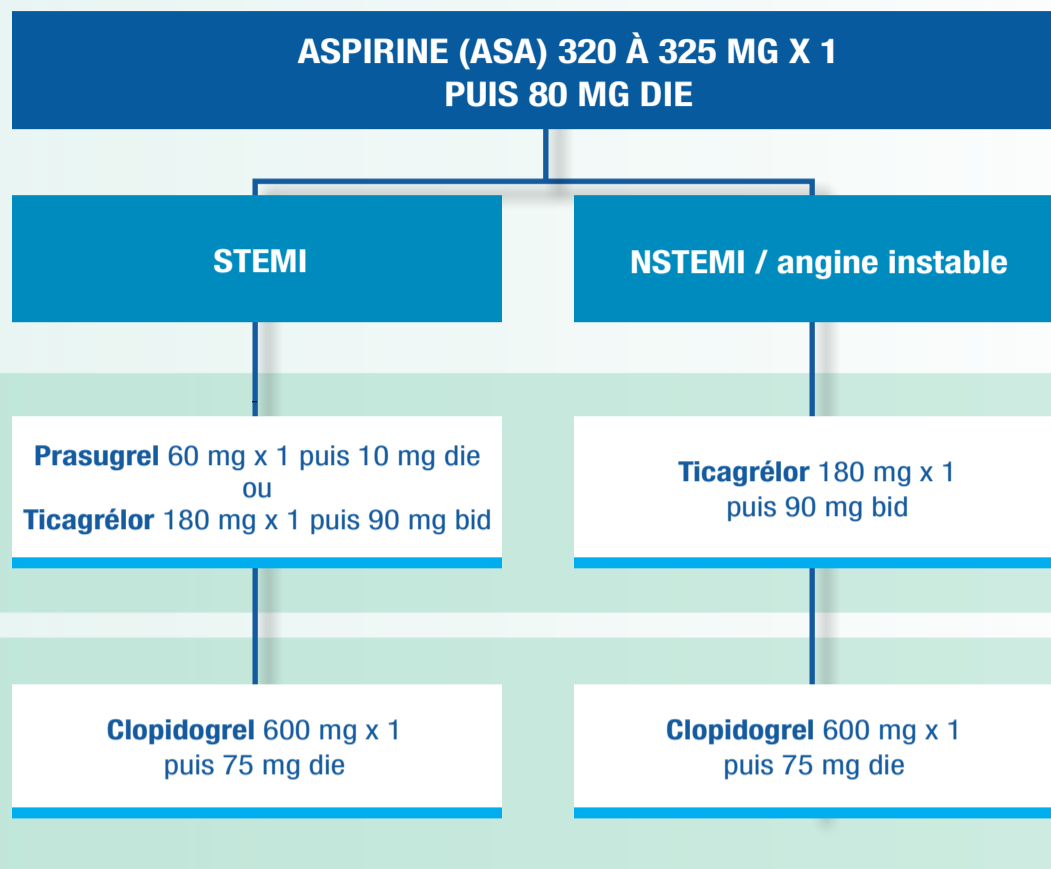 ASPIRINE (ASA) 320 À 325 MG X 1
PUIS 80 MG DIE
STEMI
NSTEMI / angine instable
Prasugrel 60 mg x 1 puis 10 mg die
ou
Ticagrélor 180 mg x 1 puis 90 mg bid
Ticagrélor 180 mg x 1
puis 90 mg bid
Clopidogrel 600 mg x 1
puis 75 mg die
Clopidogrel 600 mg x 1
puis 75 mg die